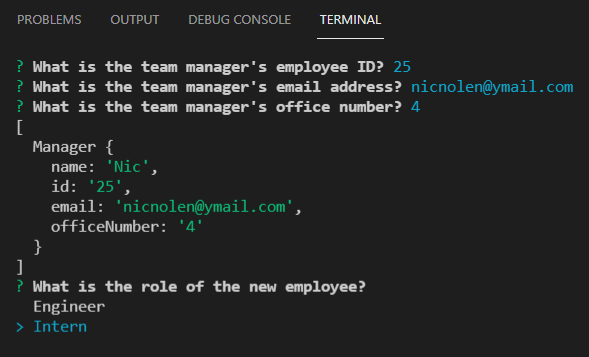 PROBLEMS OUTPUT DEBUG CONSOLE TERMINAL
? What is the team manager's employee ID? 25
? What is the team manager's email address? nicnolen@ymail.com
? What is the team manager's office number? 4
[
  Manager {
    name: 'Nic',
    id: '25',
    email: 'nicnolen@ymail.com',
    officeNumber: '4'
  }
]
? What is the role of the new employee?
  Engineer
> Intern